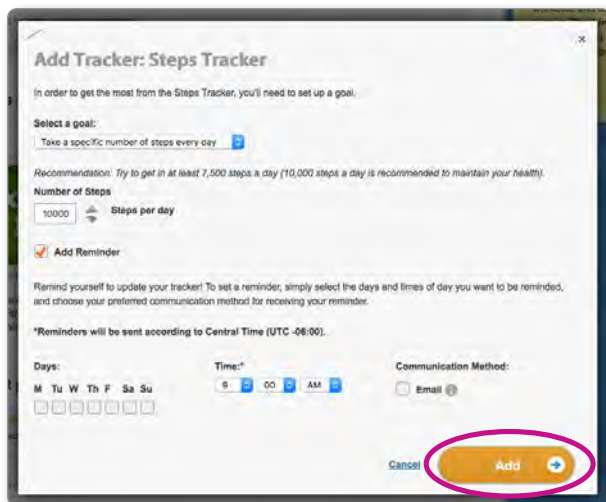 Add Tracker: Steps Tracker
In order to get the most from the Steps Tracker, you'll need to set up a goal.
Select a goal:
Take a specific number of steps every day
Recommendation: Try to get in at least 7,500 steps a day (10,000 steps a day is recommended to maintain your health).
Number of Steps
10000 Steps per day
Add Reminder
Remind yourself to update your tracker! To set a reminder, simply select the days and times of day you want to be reminded,
and choose your preferred communication method for receiving your reminder.
*Reminders will be sent according to Central Time (UTC -06:00).
Days: Time:* Communication Method:
M Tu W Th F Sa Su 6 00 AM Email
Cancel Add